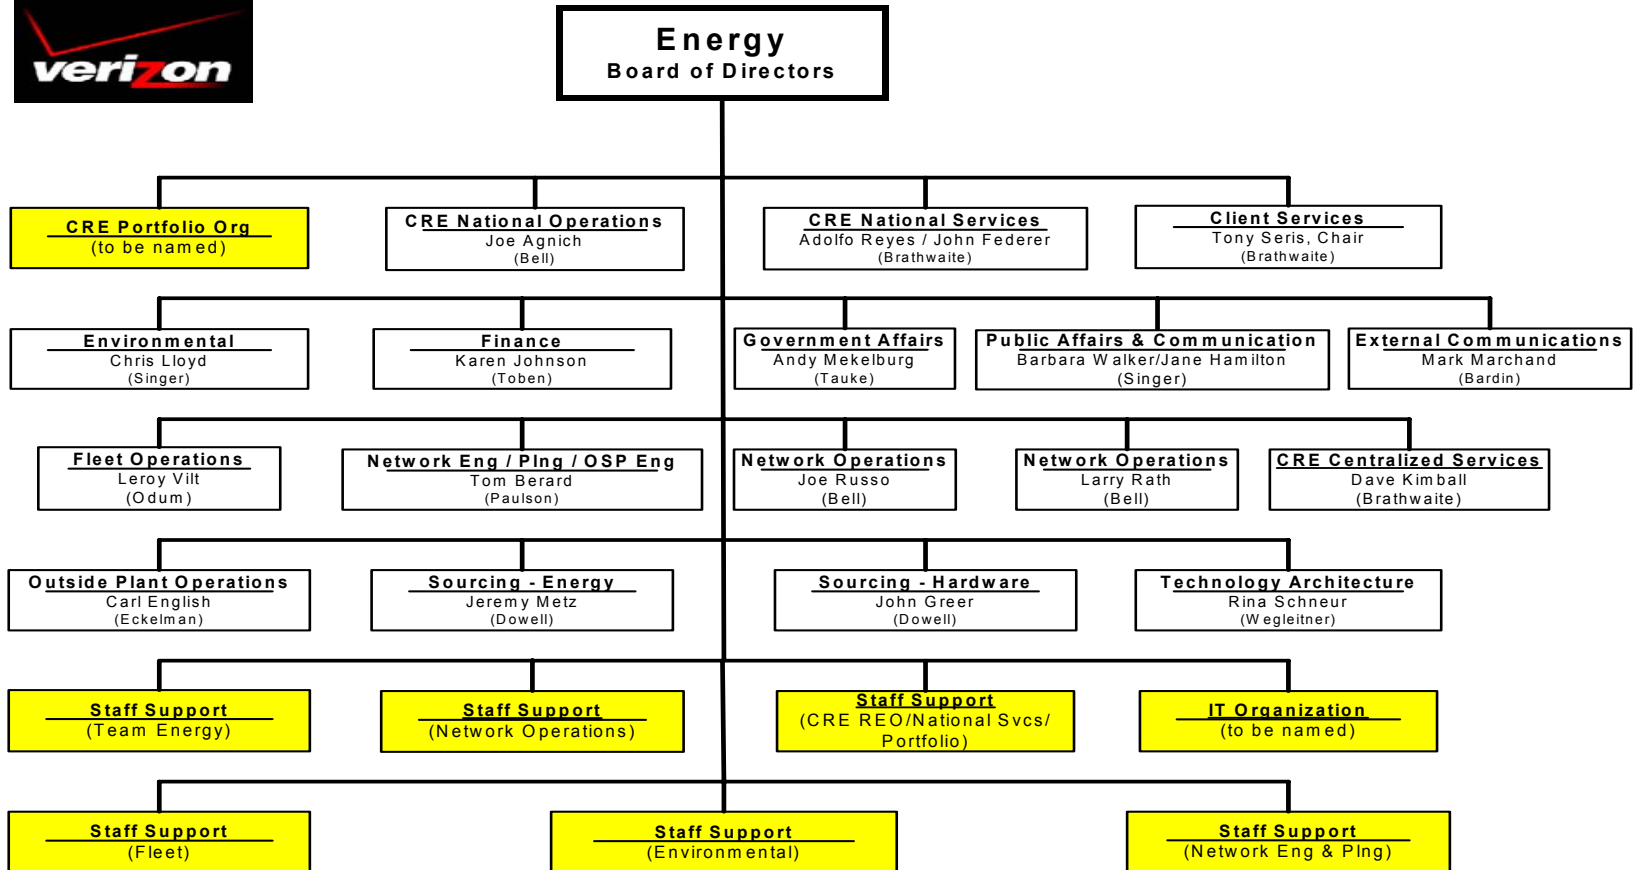 verizon
Energy
Board of Directors
CRE Portfolio Org
(to be named)
CRE National Operations
Joe Agnich
(Bell)
CRE National Services
Adolfo Reyes / John Federer
(Brathwaite)
Client Services
Tony Seris, Chair
(Brathwaite)
Environmental
Chris Lloyd
(Singer)
Finance
Karen Johnson
(Toben)
Government Affairs
Andy Mekelburg
(Tauke)
Public Affairs & Communication
Barbara Walker/Jane Hamilton
(Singer)
External Communications
Mark Marchand
(Bardin)
Fleet Operations
Leroy Vilt
(Odum)
Network Eng / Plng / OSP Eng
Tom Berard
(Paulson)
Network Operations
Joe Russo
(Bell)
Network Operations
Larry Rath
(Bell)
CRE Centralized Services
Dave Kimball
(Brathwaite)
Outside Plant Operations
Carl English
(Eckelman)
Sourcing - Energy
Jeremy Metz
(Dowell)
Sourcing - Hardware
John Greer
(Dowell)
Technology Architecture
Rina Schneur
(Wegleitner)
Staff Support
(Team Energy)
Staff Support
(Network Operations)
Staff Support
(CRE REO/National Svcs/
Portfolio)
IT Organization
(to be named)
Staff Support
(Fleet)
Staff Support
(Environmental)
Staff Support
(Network Eng & Plng)